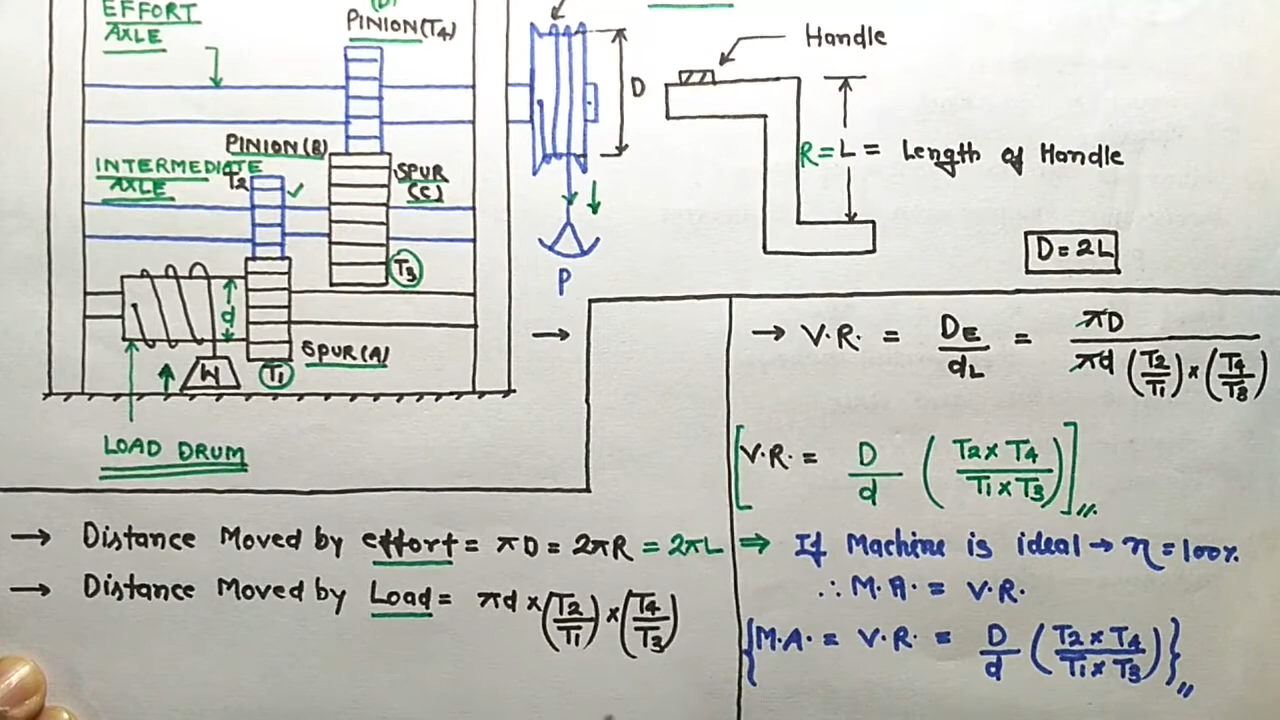 EFFORT
AXLE
(D)
PINION(T4)
PINION(B)
INTERMEDIATE
AXLE
T2
SPUR
(C)
T3
d
SPUR(A)
W
T1
LOAD DRUM
D
P
Handle
R=L = Length of Handle
D=2L
→ V.R. = DE/dL = πD / πd (T2/T1) × (T4/T3)
[V.R. = D/d (T2 × T4 / T1 × T3)]
→ Distance Moved by effort = πD = 2πR = 2πL
→ Distance Moved by Load = πd × (T2/T1) × (T4/T3)
⇒ If Machine is ideal → η = 100%
∴ M.A. = V.R.
{M.A. = V.R. = D/d (T2 × T4 / T1 × T3)}